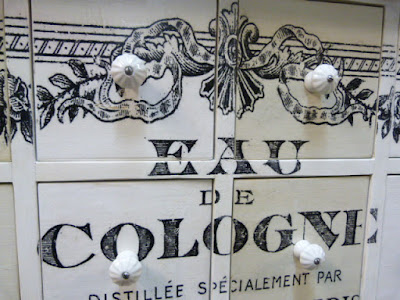 EAU
DE
COLOGNE
DISTILLÉE SPÉCIALEMENT PAR